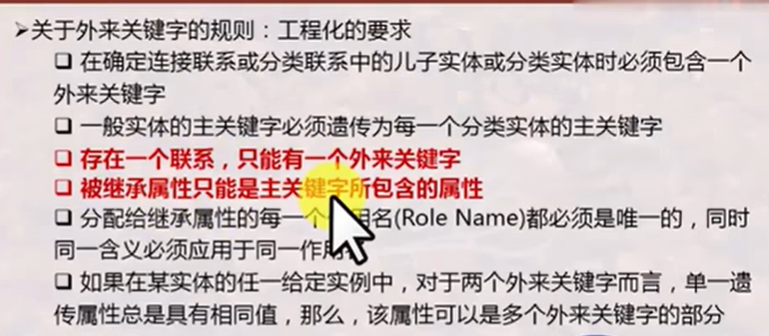 ➢关于外来关键字的规则：工程化的要求
❑ 在确定连接联系或分类联系中的儿子实体或分类实体时必须包含一个
外来关键字
❑ 一般实体的主关键字必须遗传为每一个分类实体的主关键字
❑ 存在一个联系，只能有一个外来关键字
❑ 被继承属性只能是主关键字所包含的属性
❑ 分配给继承属性的每一个用名(Role Name)都必须是唯一的，同时
同一含义必须应用于同一作用
❑ 如果在某实体的任一给定实例中，对于两个外来关键字而言，单一遗
传属性总是具有相同值，那么，该属性可以是多个外来关键字的部分